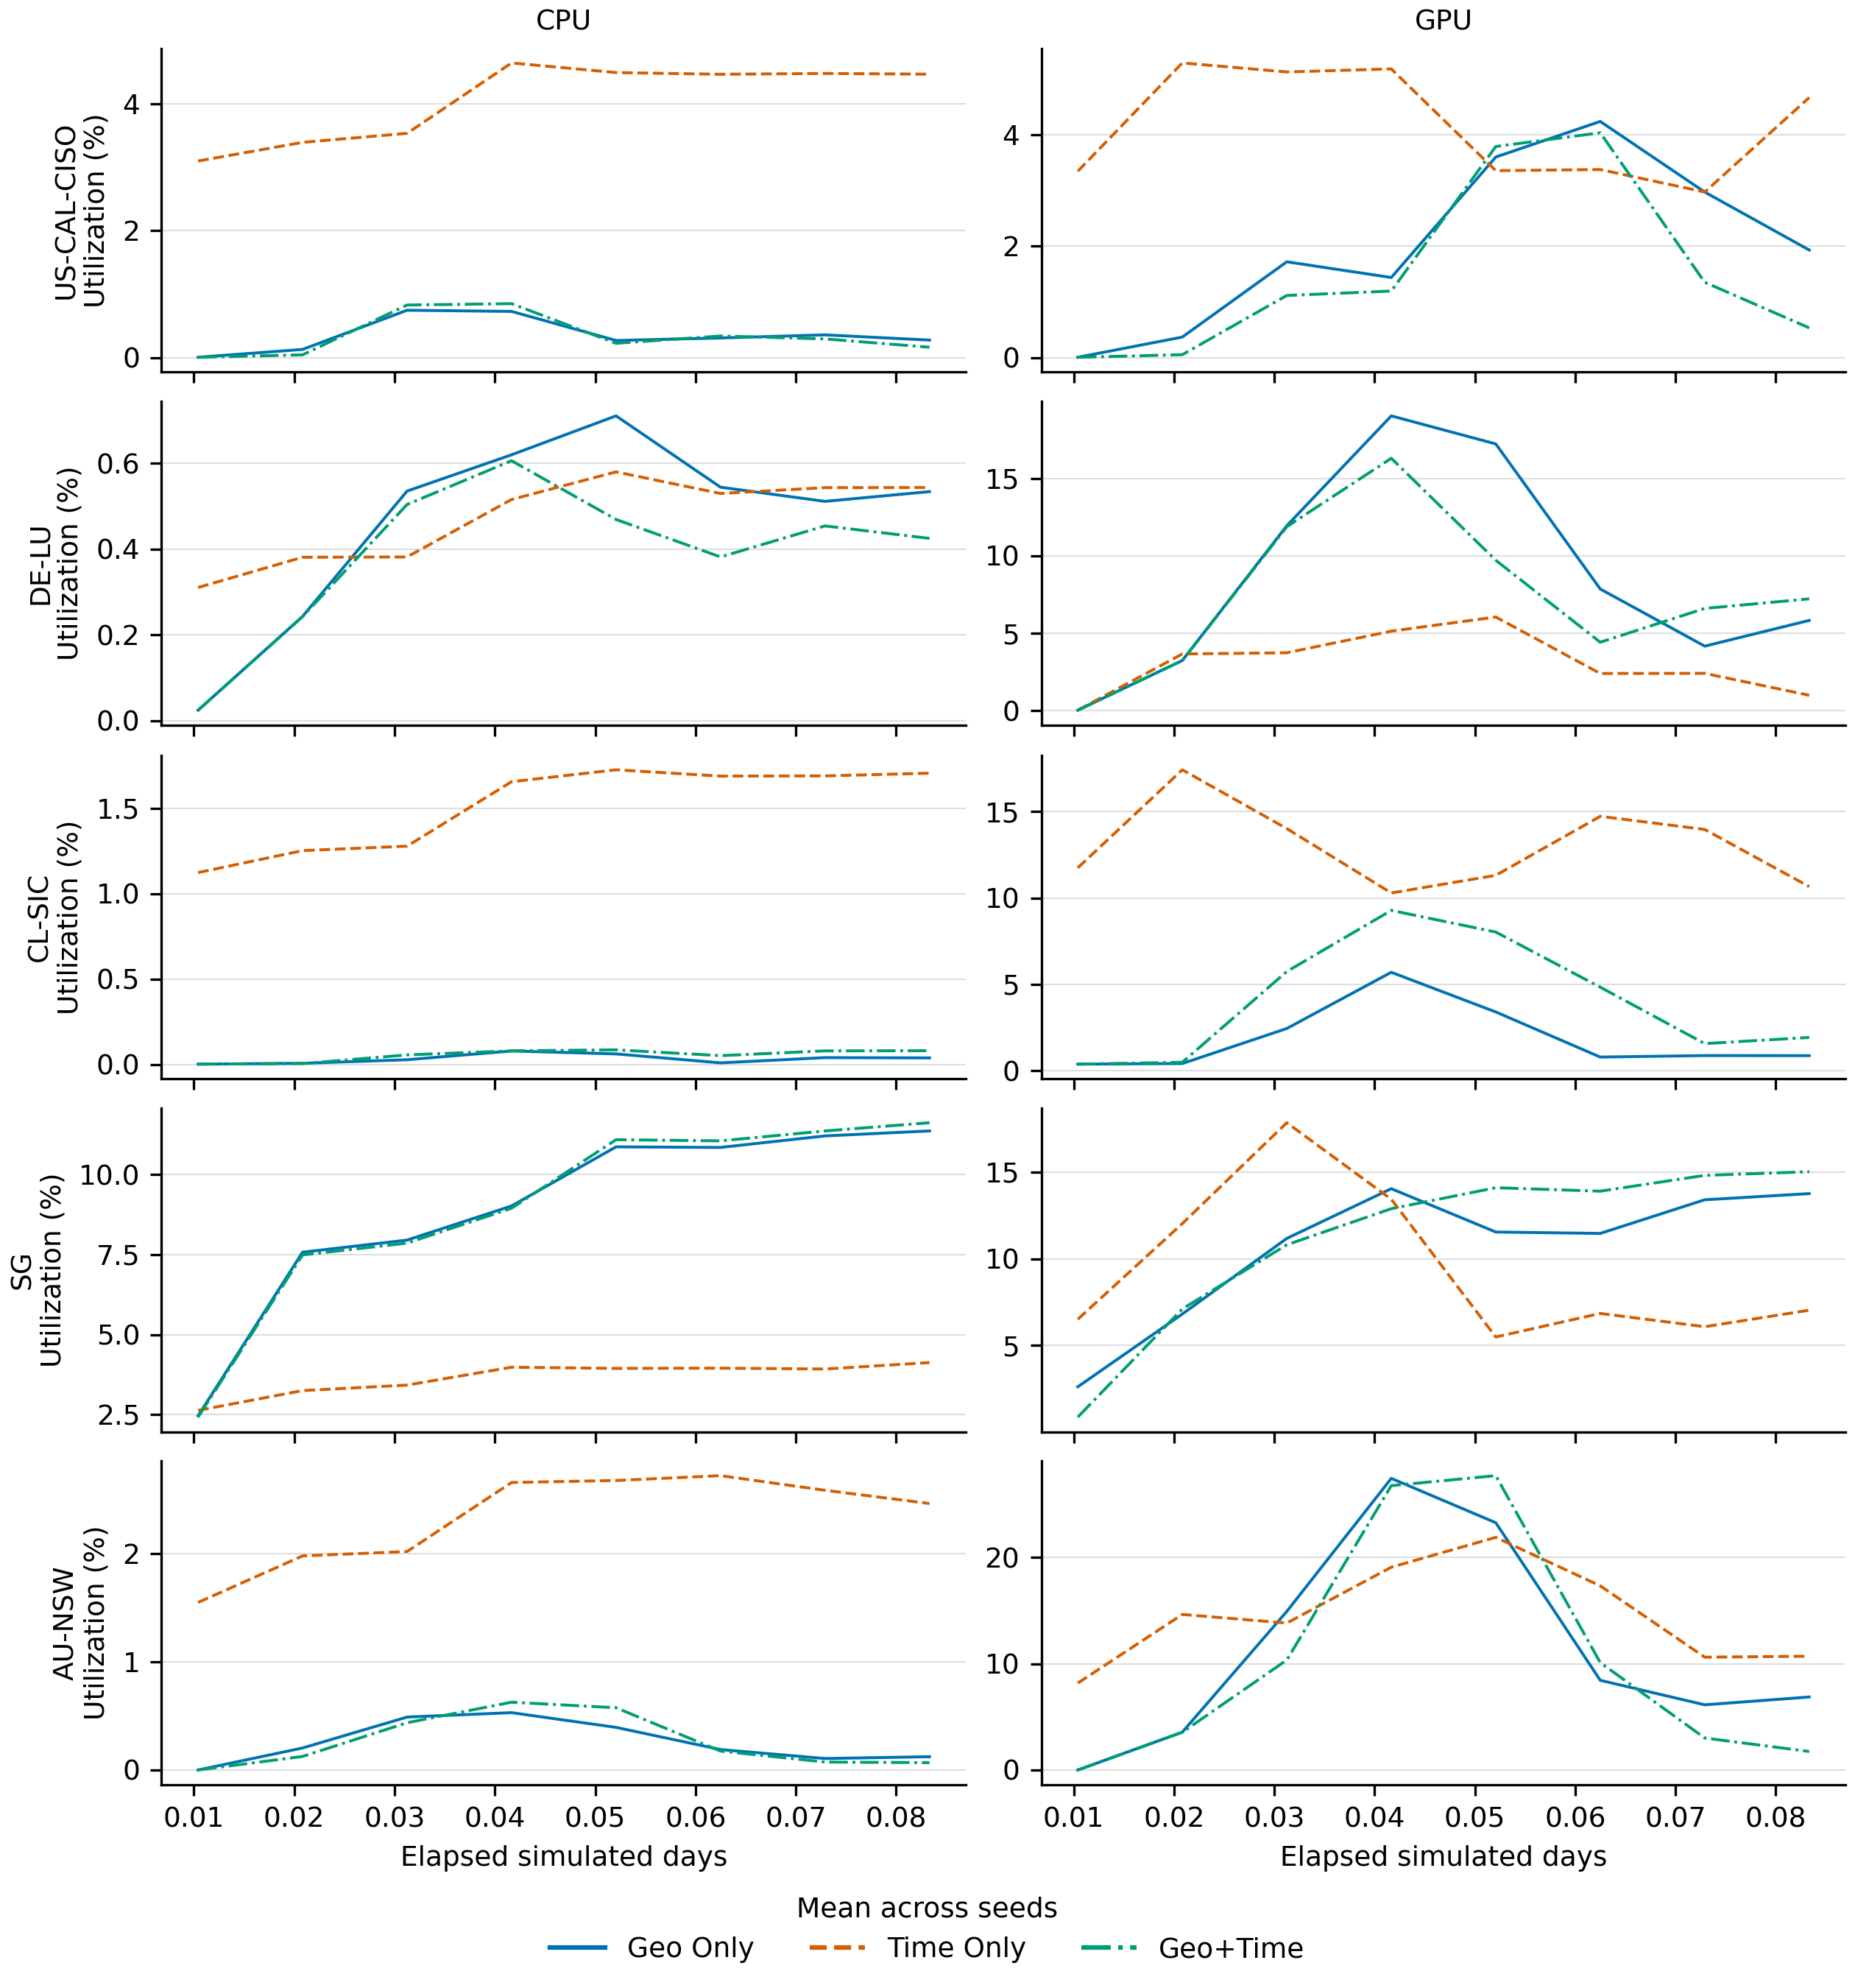 CPU
GPU
US-CAL-CISO
Utilization (%)
4
2
0
4
2
0
DE-LU
Utilization (%)
0.6
0.4
0.2
0.0
15
10
5
0
CL-SIC
Utilization (%)
1.5
1.0
0.5
0.0
15
10
5
0
SG
Utilization (%)
10.0
7.5
5.0
2.5
15
10
5
AU-NSW
Utilization (%)
2
1
0
20
10
0
0.01 0.02 0.03 0.04 0.05 0.06 0.07 0.08
Elapsed simulated days
0.01 0.02 0.03 0.04 0.05 0.06 0.07 0.08
Elapsed simulated days
Mean across seeds
Geo Only Time Only Geo+Time